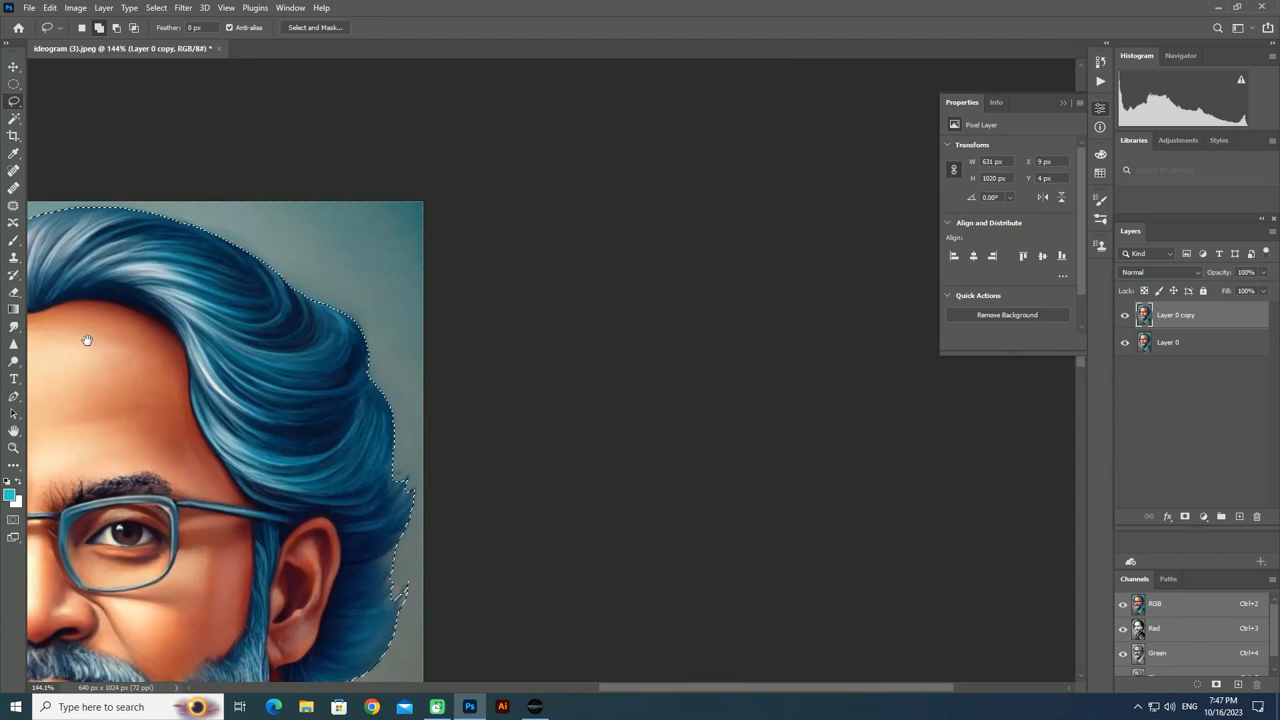 File Edit Image Layer Type Select Filter 3D View Plugins Window Help
Feather: 0 px Anti-alias Select and Mask...
ideogram (3).jpeg @ 144% (Layer 0 copy, RGB/8#) *
Histogram Navigator
Properties Info
Pixel Layer
Transform
W 631 px X 9 px
H 1020 px Y 4 px
0.00°
Align and Distribute
Align:
Quick Actions
Remove Background
Libraries Adjustments Styles
Layers
Kind
Normal Opacity: 100%
Lock: Fill: 100%
Layer 0 copy
Layer 0
Channels Paths
RGB Ctrl+2
Red Ctrl+3
Green Ctrl+4
144.1% 640 px x 1024 px (72 ppi)
Type here to search
7:47 PM
10/16/2023